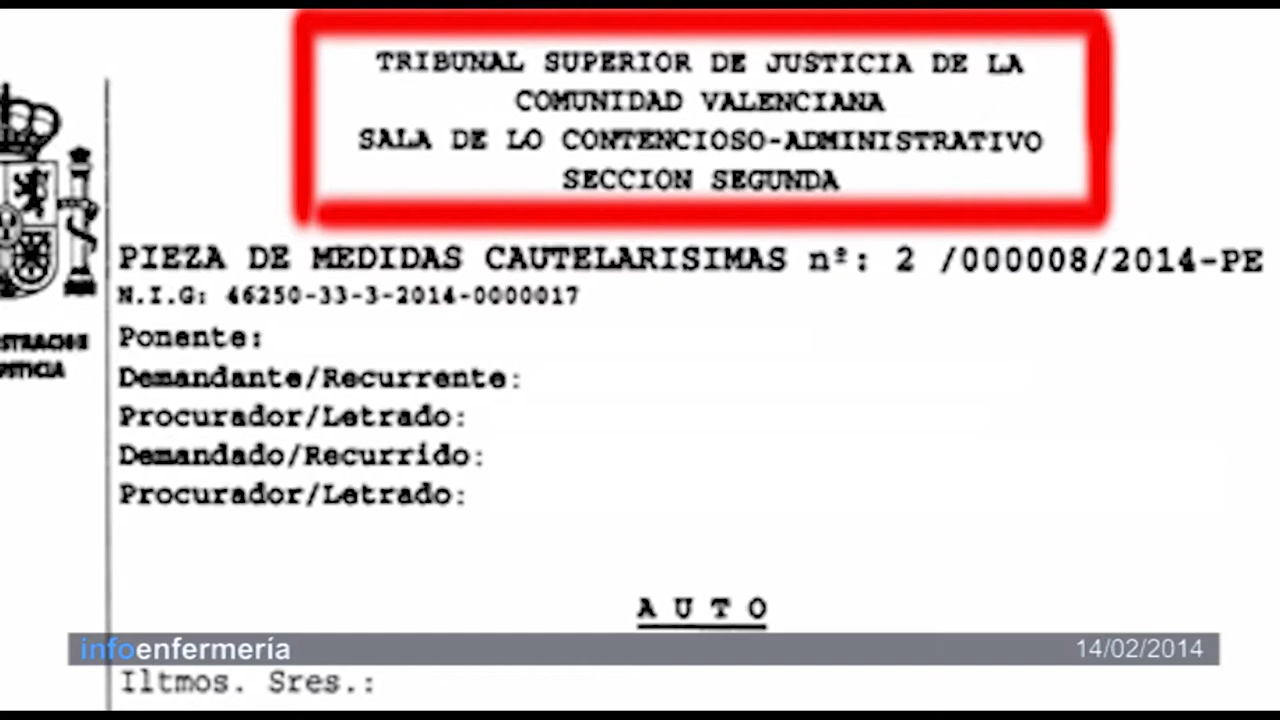 TRIBUNAL SUPERIOR DE JUSTICIA DE LA
COMUNIDAD VALENCIANA
SALA DE LO CONTENCIOSO-ADMINISTRATIVO
SECCION SEGUNDA
PIEZA DE MEDIDAS CAUTELARISIMAS nº: 2 /000008/2014-PE
N.I.G: 46250-33-3-2014-0000017
Ponente:
Demandante/Recurrente:
Procurador/Letrado:
Demandado/Recurrido:
Procurador/Letrado:
A U T O
infoenfermería 14/02/2014
Iltmos. Sres.: